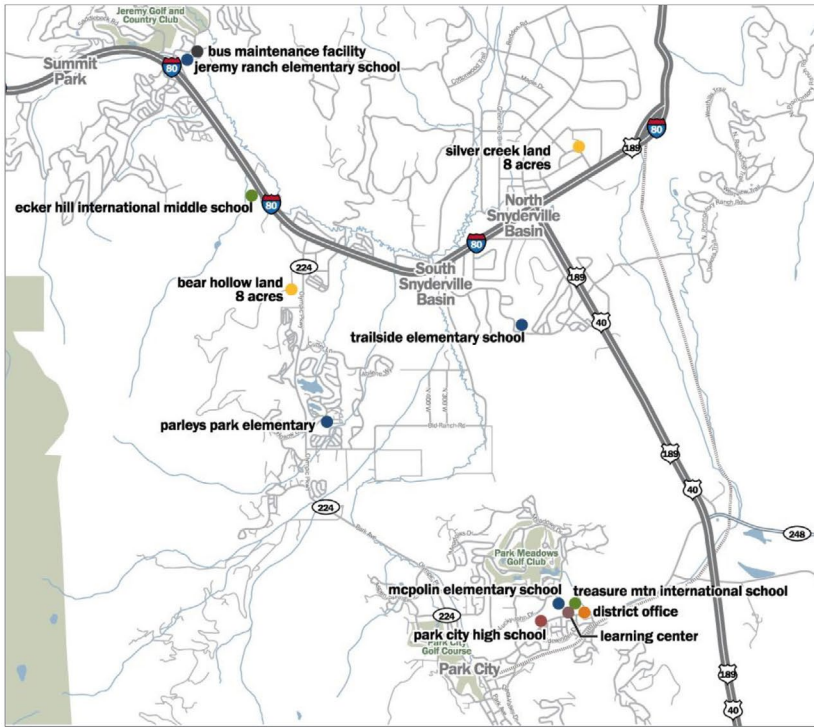 Jeremy Golf and
Country Club
bus maintenance facility
jeremy ranch elementary school
Summit
Park
80
80
189
silver creek land
8 acres
ecker hill international middle school
80
North
Snyderville
Basin
80
224
South
Snyderville
Basin
189
bear hollow land
8 acres
40
trailside elementary school
parleys park elementary
Old Ranch Rd
189
40
224
248
Park Meadows
Golf Club
mcpolin elementary school
treasure mtn international school
224
district office
park city high school
learning center
Park City
Golf Course
Park City
189
40